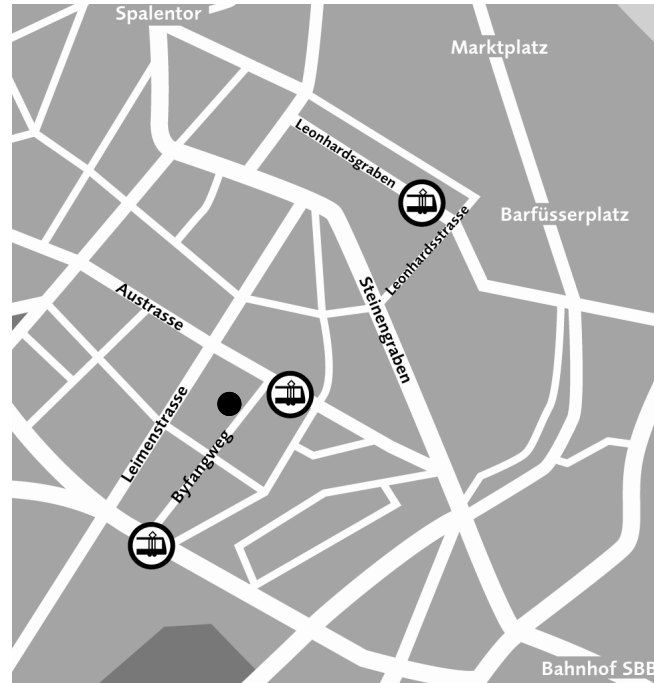 Spalentor
Marktplatz
Leonhardsgraben
Barfüsserplatz
Leonhardsstrasse
Austrasse
Steinengraben
Leimenstrasse
Byfangweg
Bahnhof SBB